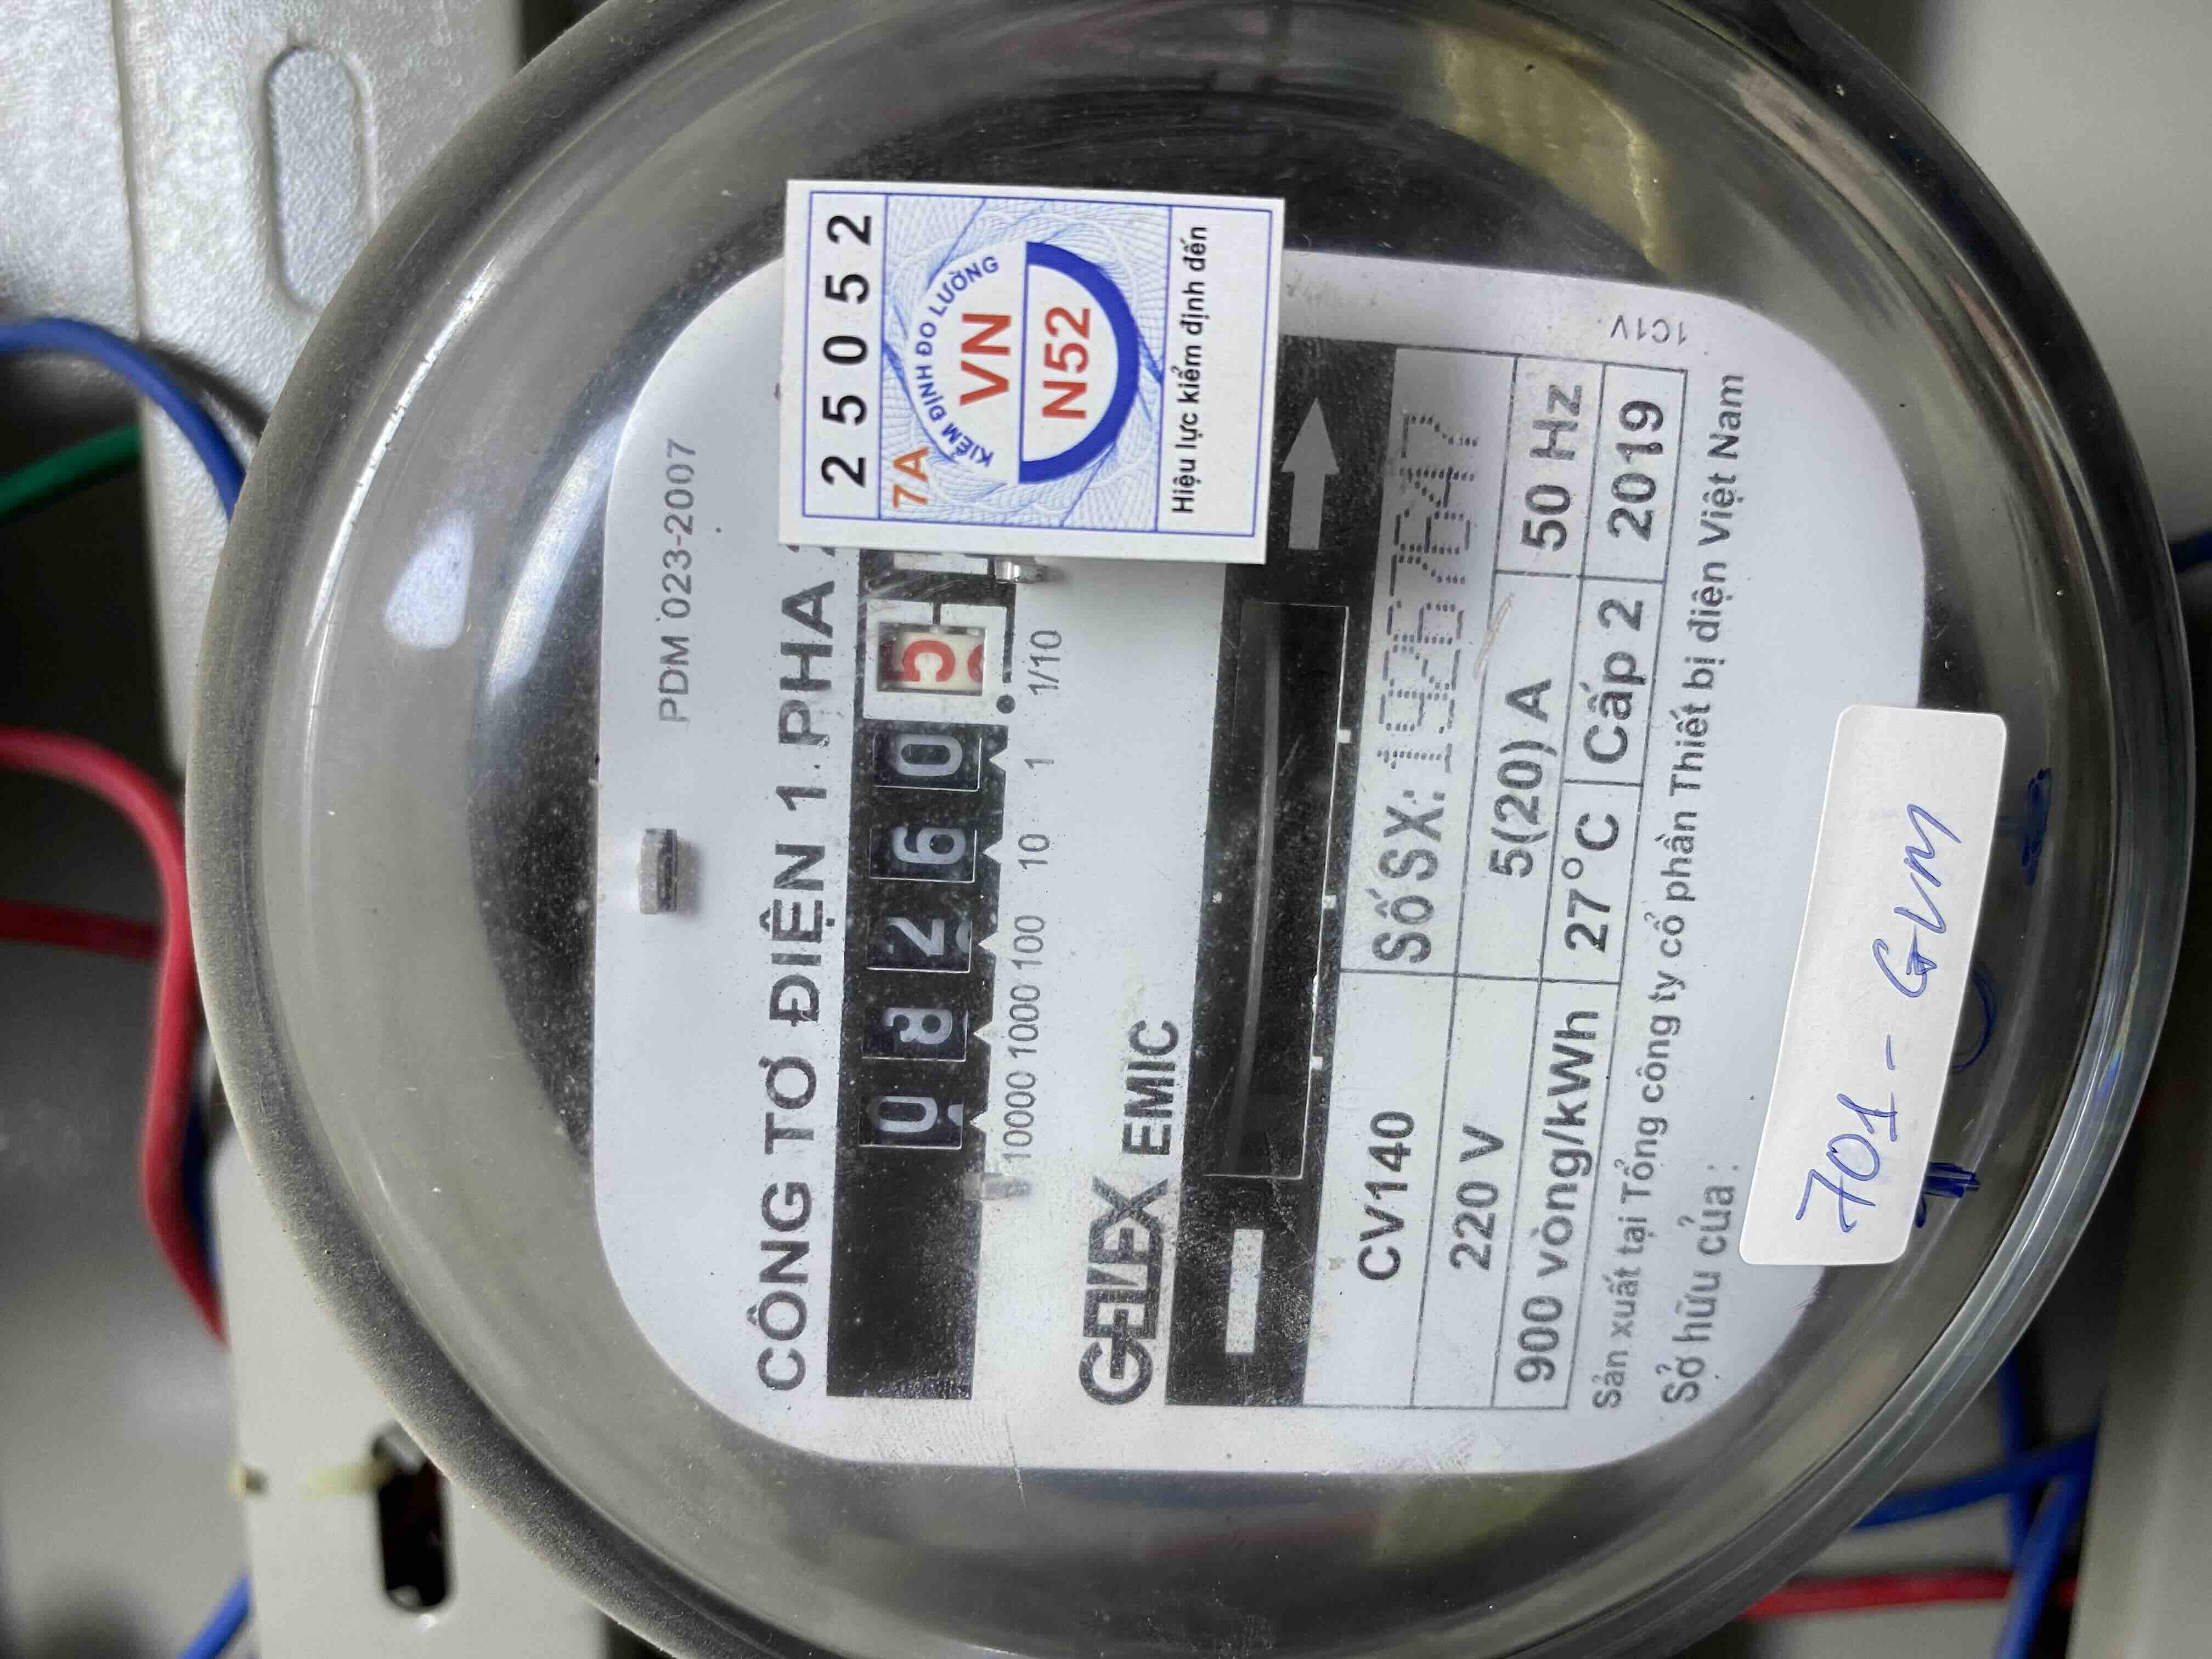 PDM 023-2007
CÔNG TƠ ĐIỆN 1 PHA
2 5 0 5 2
7A
KIỂM ĐỊNH ĐO LƯỜNG
VN
N52
Hiệu lực kiểm định đến
0 8 2 6 0 5
10000 1000 100 10 1 1/10
GELEX EMIC
CV140 Số SX:
220 V 5(20) A 50 Hz
900 vòng/kWh 27°C Cấp 2 2019
Sản xuất tại Tổng công ty cổ phần Thiết bị điện Việt Nam
Sở hữu của :
1C1V
701 - GVM